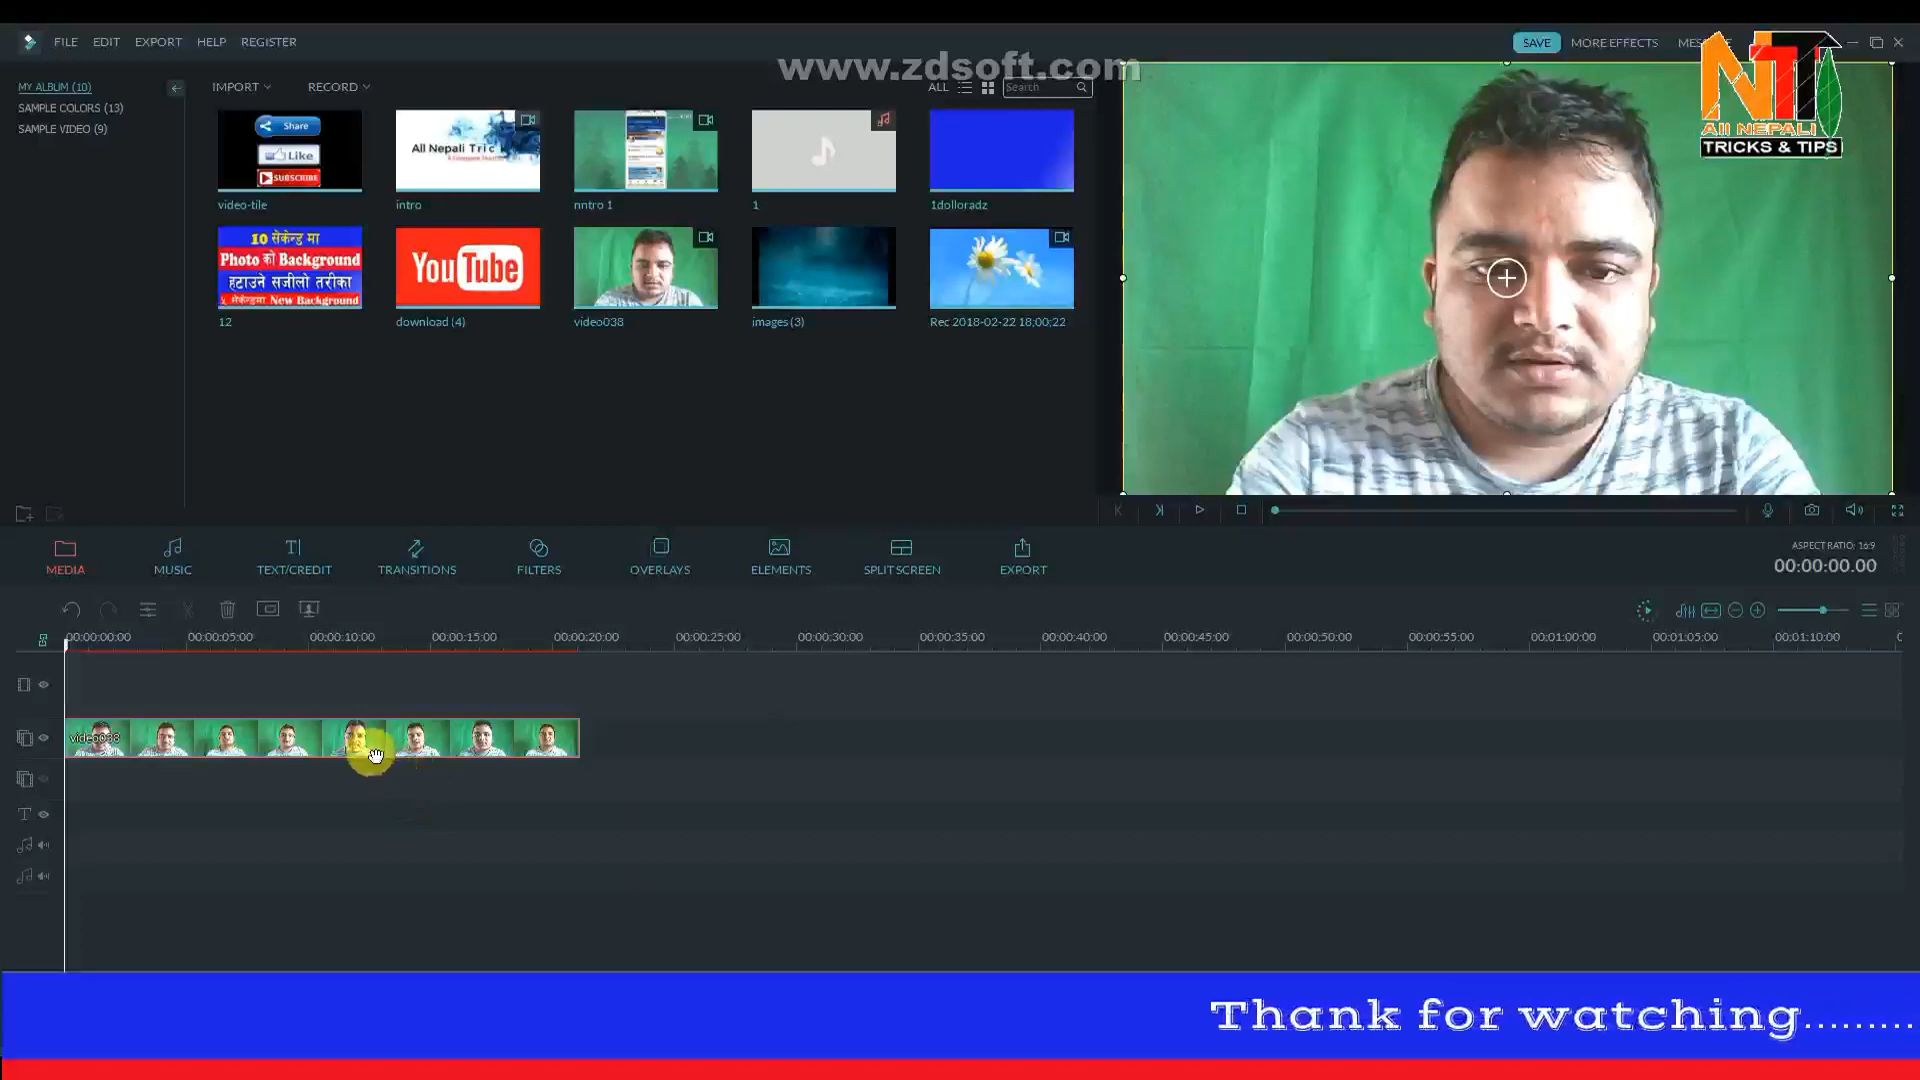 FILE EDIT EXPORT HELP REGISTER
SAVE MORE EFFECTS
www.zdsoft.com
NT
All NEPALI
TRICKS & TIPS
MY ALBUM (10)
SAMPLE COLORS (13)
SAMPLE VIDEO (9)
IMPORT RECORD
ALL Search
Share
Like
SUBSCRIBE
All Nepali Tric
video-tile intro nntro 1 1 1dolloradz
10 सेकेन्ड मा
Photo को Background
हटाउने सजीलो तरीका
New Background
YouTube
12 download (4) video038 images (3) Rec 2018-02-22 18;00;22
MEDIA MUSIC TEXT/CREDIT TRANSITIONS FILTERS OVERLAYS ELEMENTS SPLIT SCREEN EXPORT
ASPECT RATIO: 16:9
00:00:00.00
00:00:00:00 00:00:05:00 00:00:10:00 00:00:15:00 00:00:20:00 00:00:25:00 00:00:30:00 00:00:35:00 00:00:40:00 00:00:45:00 00:00:50:00 00:00:55:00 00:01:00:00 00:01:05:00 00:01:10:00
video038
Thank for watching.........